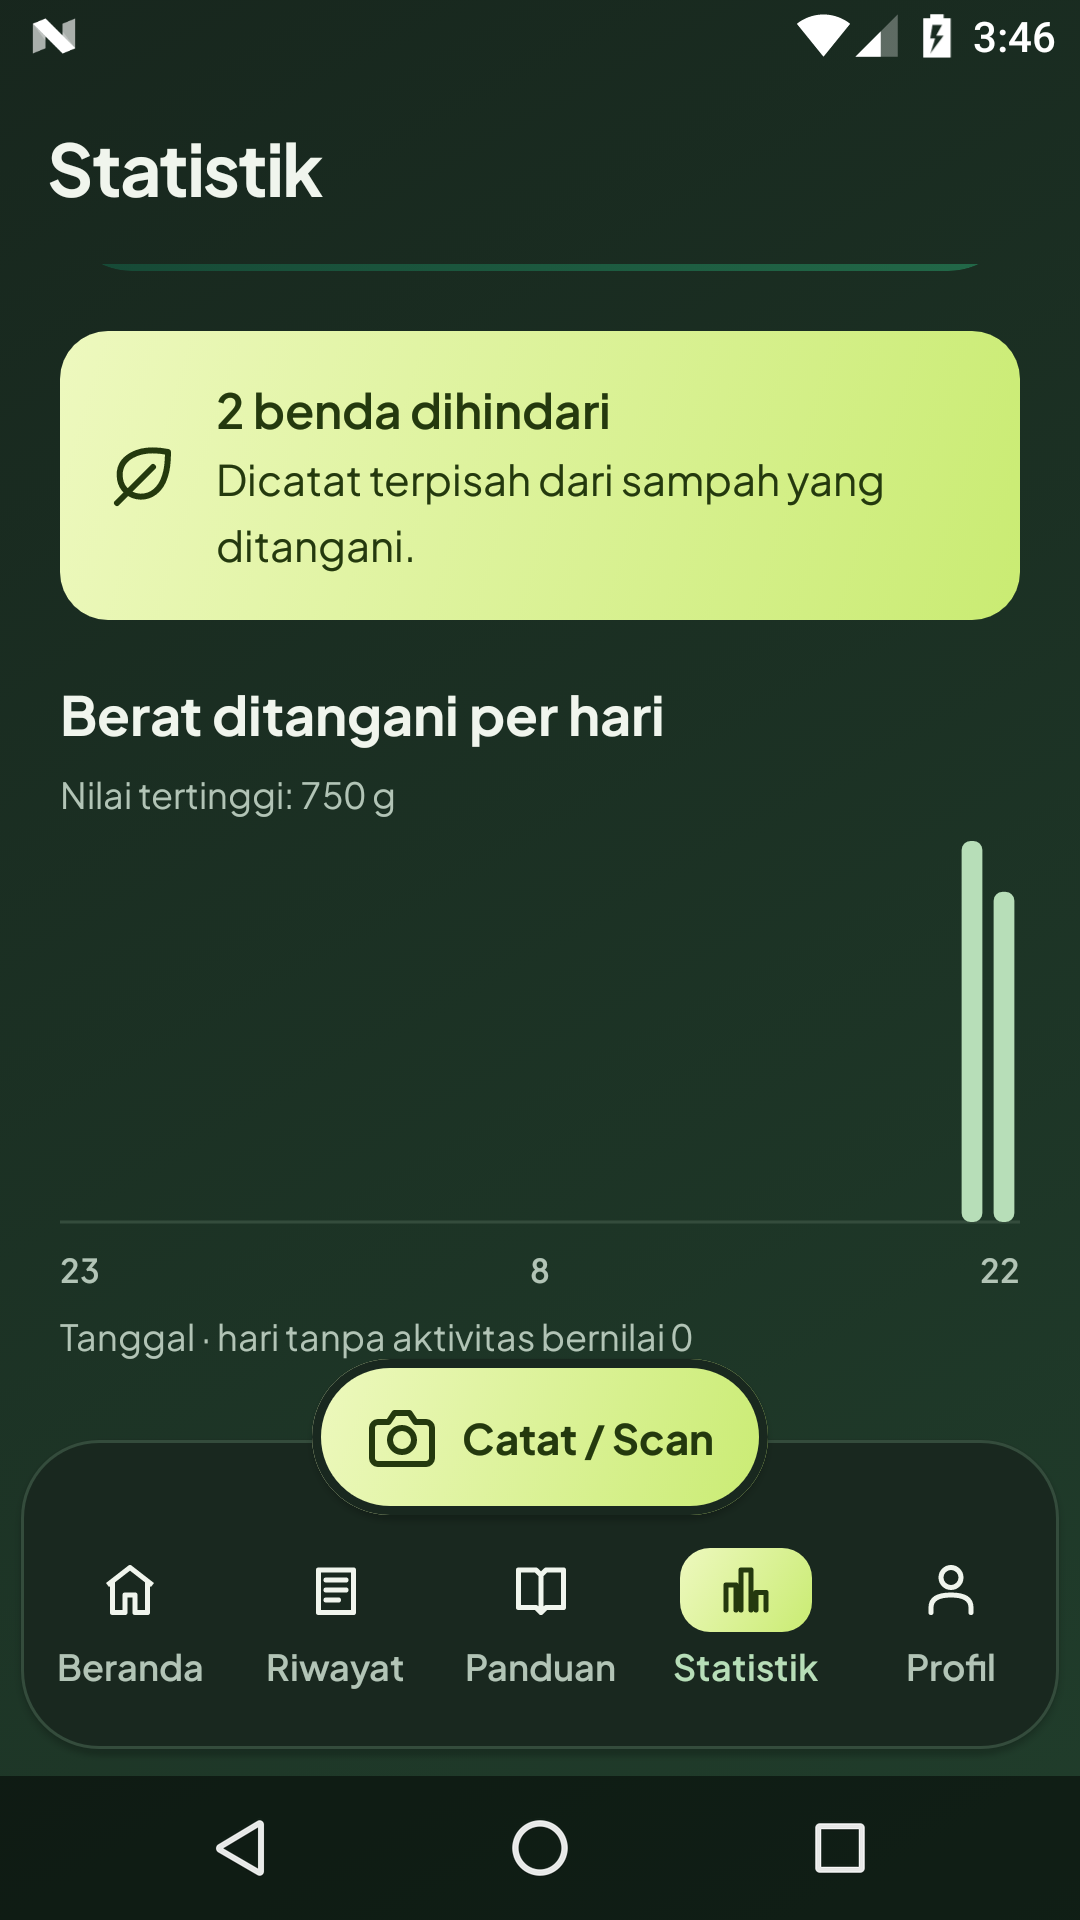 3:46
Statistik
2 benda dihindari
Dicatat terpisah dari sampah yang
ditangani.
Berat ditangani per hari
Nilai tertinggi: 750 g
23 8 22
Tanggal · hari tanpa aktivitas bernilai 0
Catat / Scan
Beranda Riwayat Panduan Statistik Profil